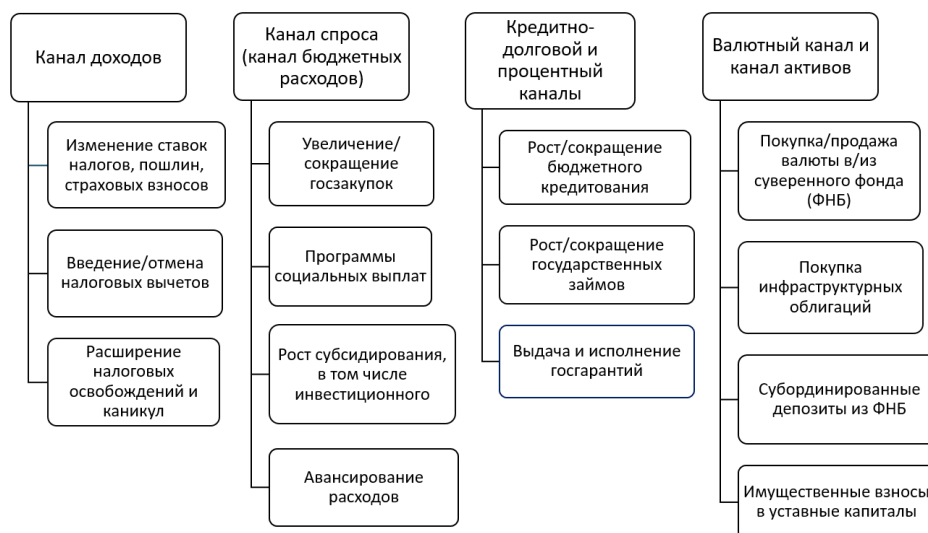 Канал доходов
Изменение ставок
налогов, пошлин,
страховых взносов
Введение/отмена
налоговых вычетов
Расширение
налоговых
освобождений и
каникул
Канал спроса
(канал бюджетных
расходов)
Увеличение/
сокращение
госзакупок
Программы
социальных выплат
Рост субсидирования,
в том числе
инвестиционного
Авансирование
расходов
Кредитно-
долговой и
процентный
каналы
Рост/сокращение
бюджетного
кредитования
Рост/сокращение
государственных
займов
Выдача и исполнение
госгарантий
Валютный канал и
канал активов
Покупка/продажа
валюты в/из
суверенного фонда
(ФНБ)
Покупка
инфраструктурных
облигаций
Субординированные
депозиты из ФНБ
Имущественные взносы
в уставные капиталы